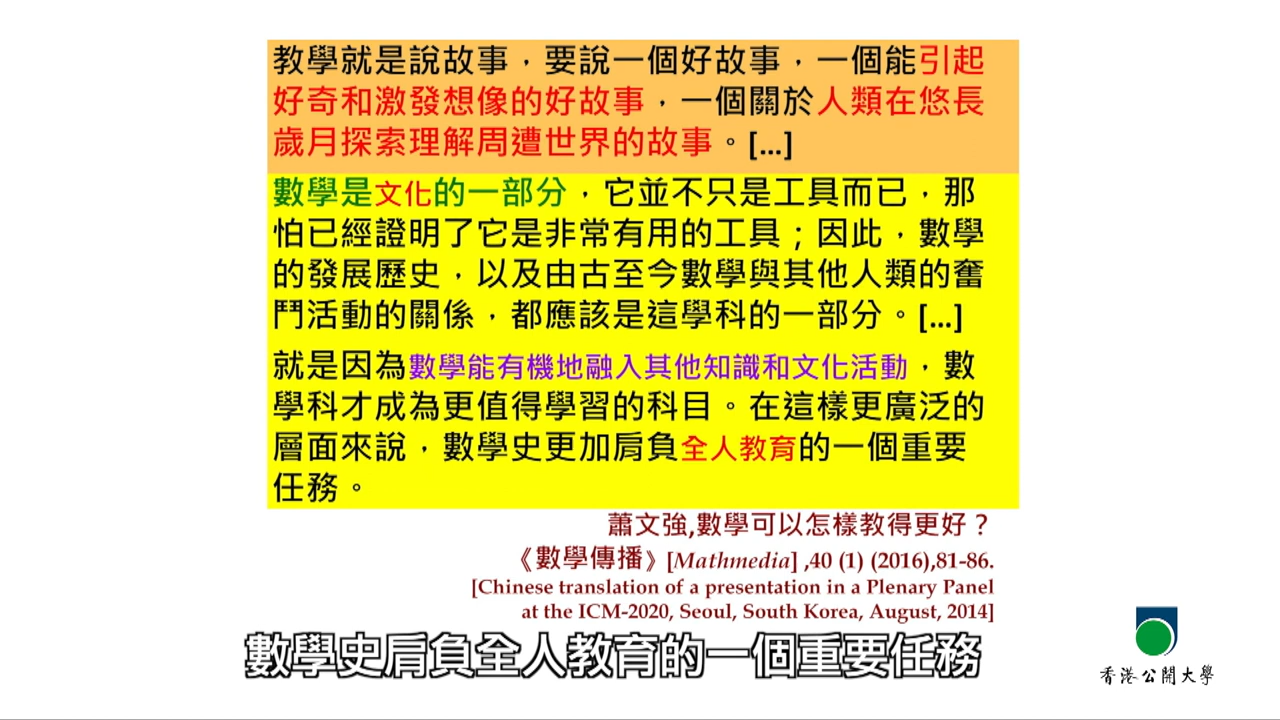 教學就是說故事，要說一個好故事，一個能引起
好奇和激發想像的好故事，一個關於人類在悠長
歲月探索理解周遭世界的故事。[...]
數學是文化的一部分，它並不只是工具而已，那
怕已經證明了它是非常有用的工具；因此，數學
的發展歷史，以及由古至今數學與其他人類的奮
鬥活動的關係，都應該是這學科的一部分。[...]
就是因為數學能有機地融入其他知識和文化活動，數
學科才成為更值得學習的科目。在這樣更廣泛的
層面來說，數學史更加肩負全人教育的一個重要
任務。
蕭文強,數學可以怎樣教得更好？
《數學傳播》[Mathmedia] ,40 (1) (2016),81-86.
[Chinese translation of a presentation in a Plenary Panel
at the ICM-2020, Seoul, South Korea, August, 2014]
數學史肩負全人教育的一個重要任務
香港公開大學